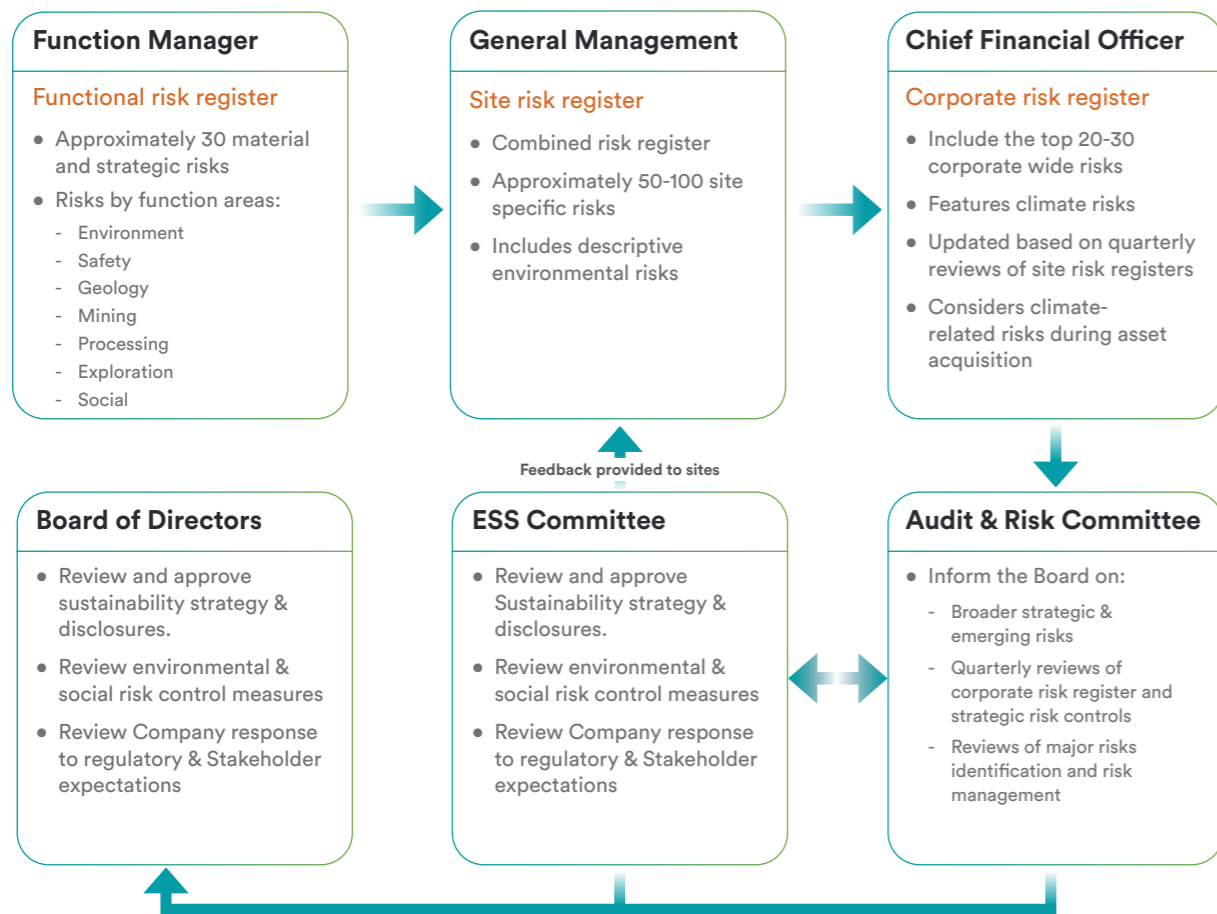 Function Manager
Functional risk register
● Approximately 30 material
and strategic risks
● Risks by function areas:
- Environment
- Safety
- Geology
- Mining
- Processing
- Exploration
- Social
General Management
Site risk register
● Combined risk register
● Approximately 50-100 site
specific risks
● Includes descriptive
environmental risks
Chief Financial Officer
Corporate risk register
● Include the top 20-30
corporate wide risks
● Features climate risks
● Updated based on quarterly
reviews of site risk registers
● Considers climate-
related risks during asset
acquisition
Feedback provided to sites
Board of Directors
● Review and approve
sustainability strategy &
disclosures.
● Review environmental &
social risk control measures
● Review Company response
to regulatory & Stakeholder
expectations
ESS Committee
● Review and approve
Sustainability strategy &
disclosures.
● Review environmental &
social risk control measures
● Review Company response
to regulatory & Stakeholder
expectations
Audit & Risk Committee
● Inform the Board on:
- Broader strategic &
emerging risks
- Quarterly reviews of
corporate risk register and
strategic risk controls
- Reviews of major risks
identification and risk
management